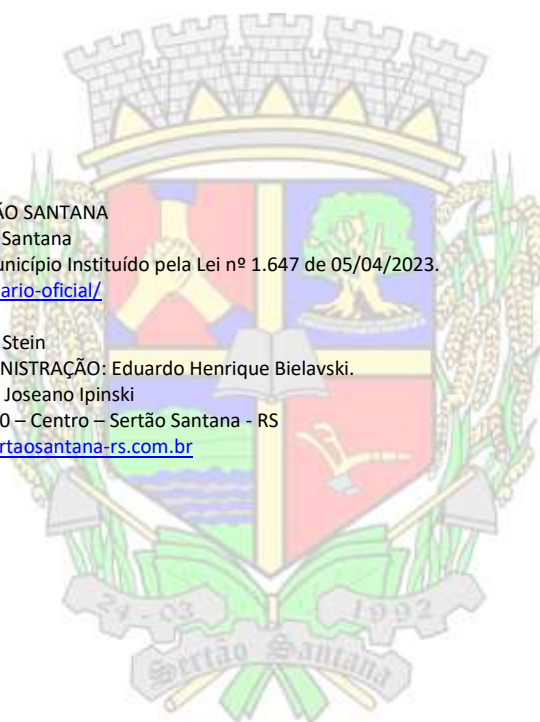 ÃO SANTANA
Santana
unicípio Instituído pela Lei nº 1.647 de 05/04/2023.
ario-oficial/
Stein
NISTRAÇÃO: Eduardo Henrique Bielavski.
Joseano Ipinski
0 – Centro – Sertão Santana - RS
rtaosantana-rs.com.br
24 - 03
1992
Sertão Santana